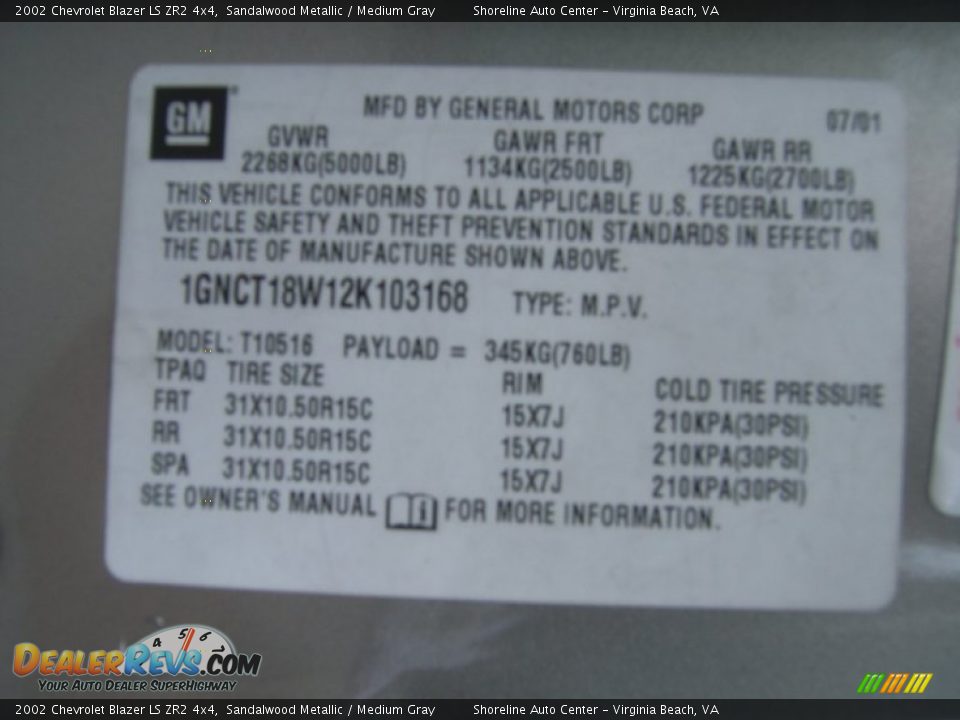 2002 Chevrolet Blazer LS ZR2 4x4, Sandalwood Metallic / Medium Gray Shoreline Auto Center - Virginia Beach, VA
GM
MFD BY GENERAL MOTORS CORP 07/01
GVWR GAWR FRT GAWR RR
2268KG(5000LB) 1134KG(2500LB) 1225KG(2700LB)
THIS VEHICLE CONFORMS TO ALL APPLICABLE U.S. FEDERAL MOTOR
VEHICLE SAFETY AND THEFT PREVENTION STANDARDS IN EFFECT ON
THE DATE OF MANUFACTURE SHOWN ABOVE.
1GNCT18W12K103168 TYPE: M.P.V.
MODEL: T10516 PAYLOAD = 345KG(760LB)
TPAQ TIRE SIZE RIM COLD TIRE PRESSURE
FRT 31X10.50R15C 15X7J 210KPA(30PSI)
RR 31X10.50R15C 15X7J 210KPA(30PSI)
SPA 31X10.50R15C 15X7J 210KPA(30PSI)
SEE OWNER'S MANUAL i FOR MORE INFORMATION.
4 5 6 7
DEALERREVS.COM
YOUR AUTO DEALER SUPERHIGHWAY
2002 Chevrolet Blazer LS ZR2 4x4, Sandalwood Metallic / Medium Gray Shoreline Auto Center - Virginia Beach, VA